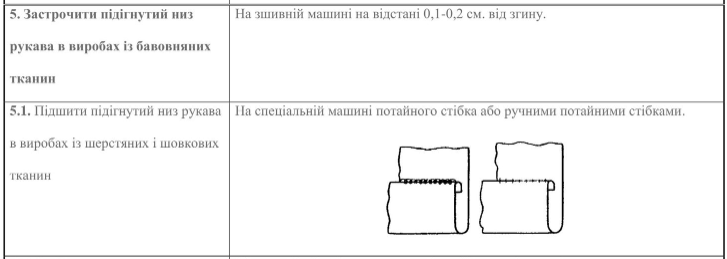 5. Застрочити підігнутий низ
рукава в виробах із бавовняних
тканин
На зшивній машині на відстані 0,1-0,2 см. від згину.
5.1. Підшити підігнутий низ рукава
в виробах із шерстяних і шовкових
тканин
На спеціальній машині потайного стібка або ручними потайними стібками.